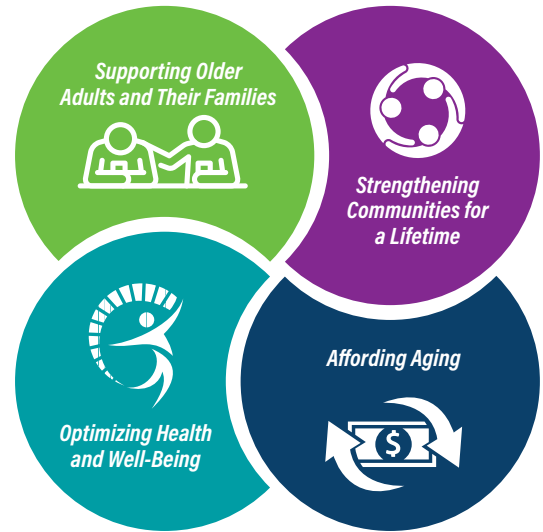 Supporting Older
Adults and Their Families
Strengthening
Communities for
a Lifetime
Optimizing Health
and Well-Being
Affording Aging
$